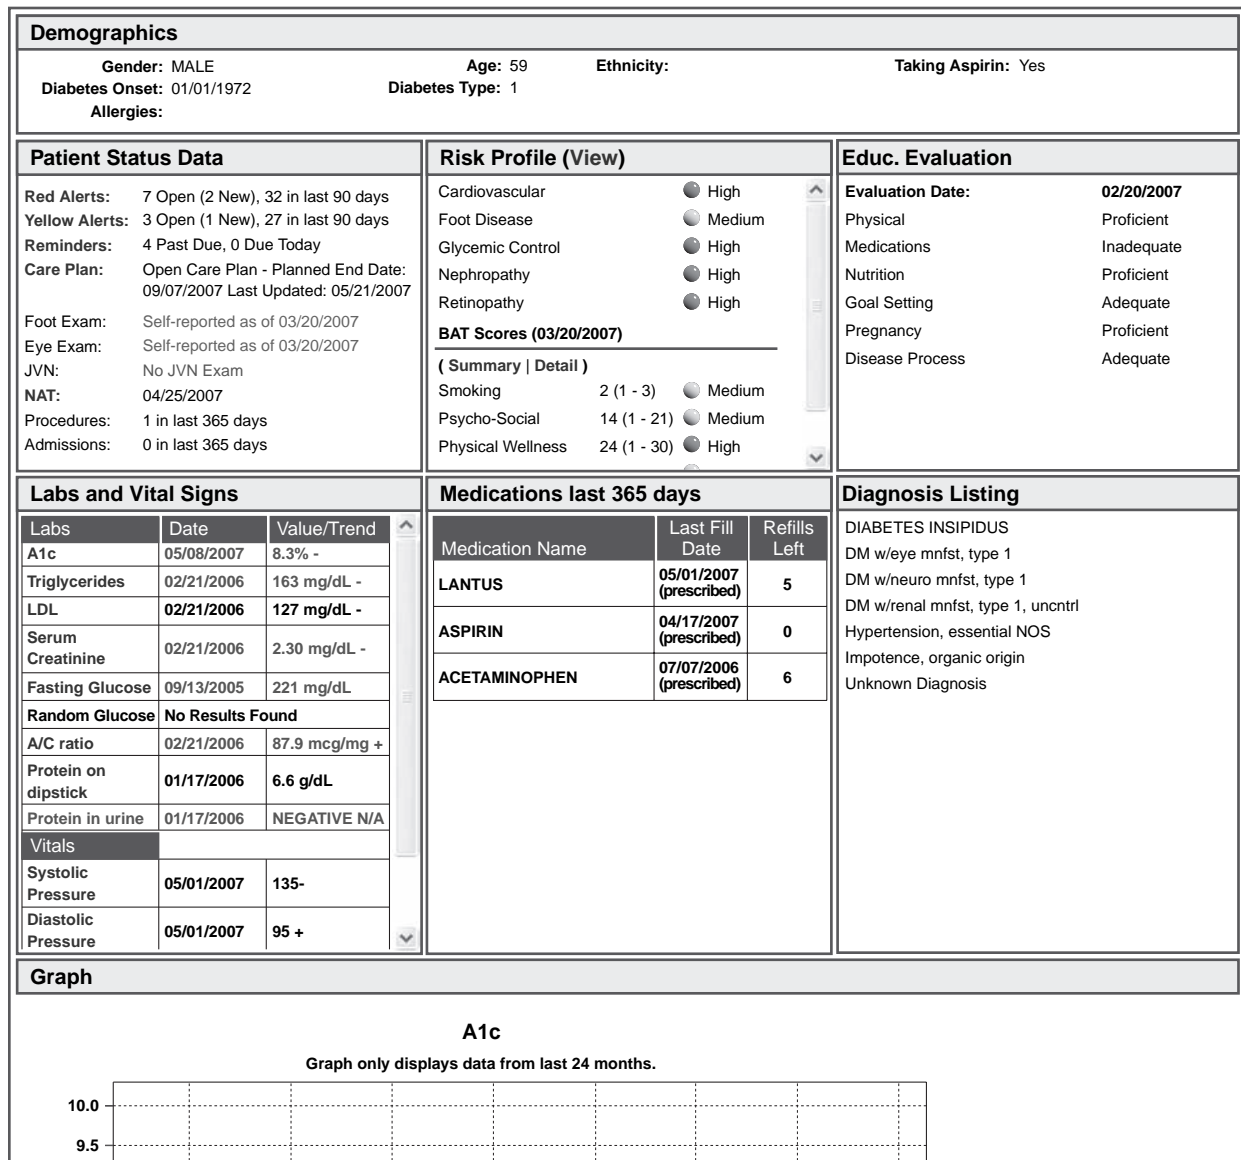 Demographics
Gender: MALE Age: 59 Ethnicity: Taking Aspirin: Yes
Diabetes Onset: 01/01/1972 Diabetes Type: 1
Allergies:
Patient Status Data
Red Alerts: 7 Open (2 New), 32 in last 90 days
Yellow Alerts: 3 Open (1 New), 27 in last 90 days
Reminders: 4 Past Due, 0 Due Today
Care Plan: Open Care Plan - Planned End Date:
09/07/2007 Last Updated: 05/21/2007
Foot Exam: Self-reported as of 03/20/2007
Eye Exam: Self-reported as of 03/20/2007
JVN: No JVN Exam
NAT: 04/25/2007
Procedures: 1 in last 365 days
Admissions: 0 in last 365 days
Risk Profile (View)
Cardiovascular High
Foot Disease Medium
Glycemic Control High
Nephropathy High
Retinopathy High
BAT Scores (03/20/2007)
( Summary | Detail )
Smoking 2 (1 - 3) Medium
Psycho-Social 14 (1 - 21) Medium
Physical Wellness 24 (1 - 30) High
Educ. Evaluation
Evaluation Date: 02/20/2007
Physical Proficient
Medications Inadequate
Nutrition Proficient
Goal Setting Adequate
Pregnancy Proficient
Disease Process Adequate
Labs and Vital Signs
Labs Date Value/Trend
A1c 05/08/2007 8.3% -
Triglycerides 02/21/2006 163 mg/dL -
LDL 02/21/2006 127 mg/dL -
Serum
Creatinine 02/21/2006 2.30 mg/dL -
Fasting Glucose 09/13/2005 221 mg/dL
Random Glucose No Results Found
A/C ratio 02/21/2006 87.9 mcg/mg +
Protein on
dipstick 01/17/2006 6.6 g/dL
Protein in urine 01/17/2006 NEGATIVE N/A
Vitals
Systolic
Pressure 05/01/2007 135-
Diastolic
Pressure 05/01/2007 95 +
Medications last 365 days
Medication Name Last Fill Date Refills Left
LANTUS 05/01/2007 (prescribed) 5
ASPIRIN 04/17/2007 (prescribed) 0
ACETAMINOPHEN 07/07/2006 (prescribed) 6
Diagnosis Listing
DIABETES INSIPIDUS
DM w/eye mnfst, type 1
DM w/neuro mnfst, type 1
DM w/renal mnfst, type 1, uncntrl
Hypertension, essential NOS
Impotence, organic origin
Unknown Diagnosis
Graph
A1c
Graph only displays data from last 24 months.
10.0
9.5